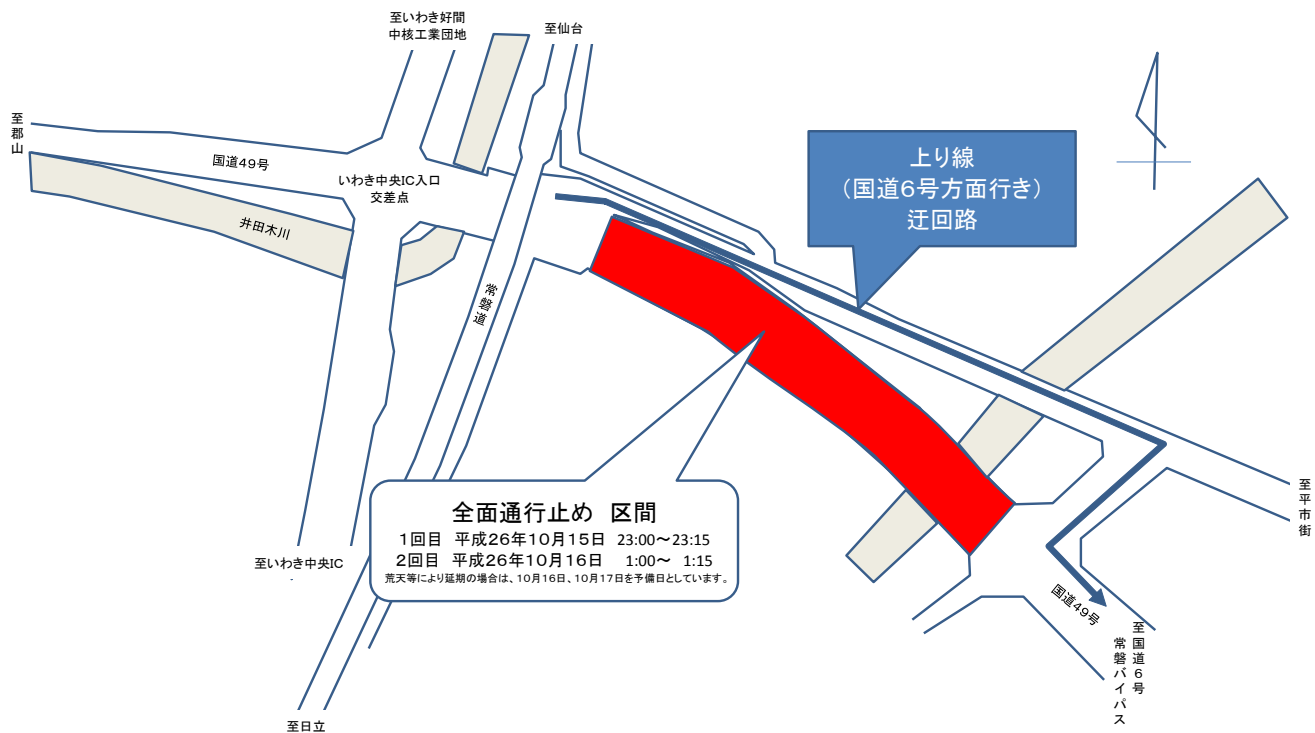 至いわき好間
中核工業団地
至仙台
至郡山
国道49号
いわき中央IC入口
交差点
井田木川
常磐道
上り線
（国道6号方面行き）
迂回路
全面通行止め 区間
1回目 平成26年10月15日 23:00～23:15
2回目 平成26年10月16日 1:00～ 1:15
荒天等により延期の場合は、10月16日、10月17日を予備日としています。
至いわき中央IC
至日立
至平市街
国道49号
至国道6号
常磐バイパス